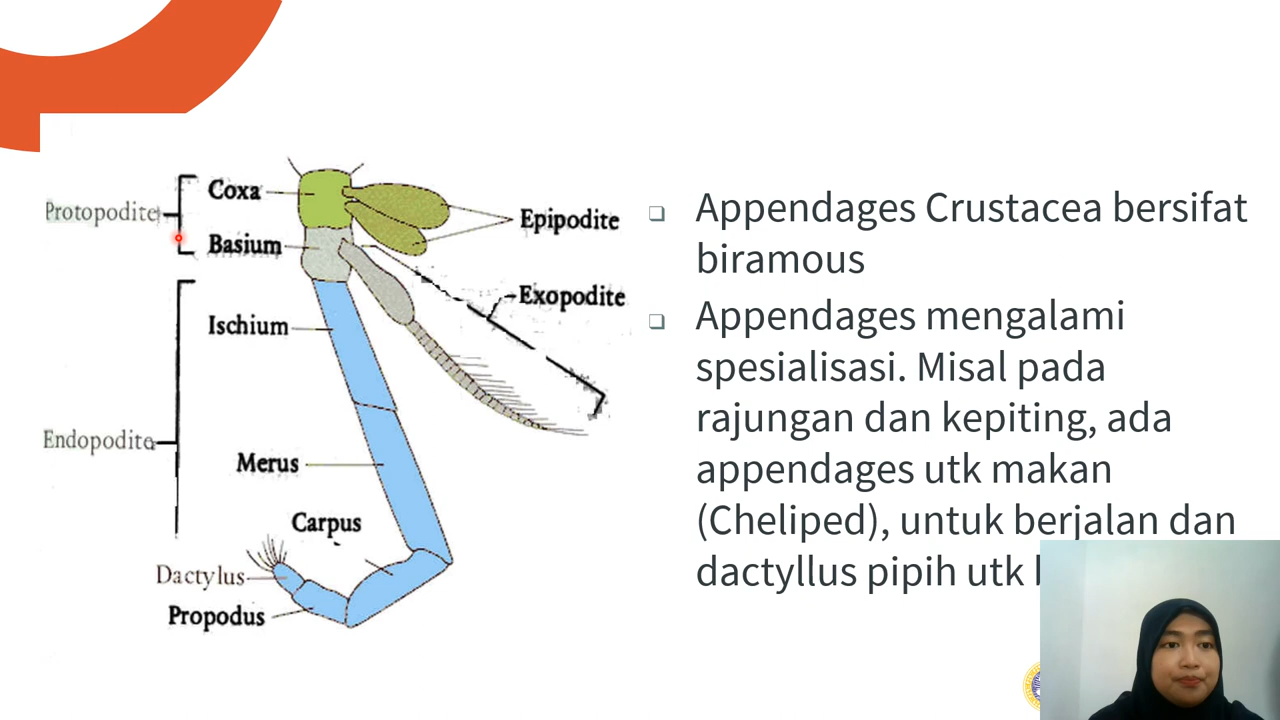 Coxa
Protopodite
Epipodite
Basium
Exopodite
Ischium
Endopodite
Merus
Carpus
Dactylus
Propodus
Appendages Crustacea bersifat
biramous
Appendages mengalami
spesialisasi. Misal pada
rajungan dan kepiting, ada
appendages utk makan
(Cheliped), untuk berjalan dan
dactyllus pipih utk